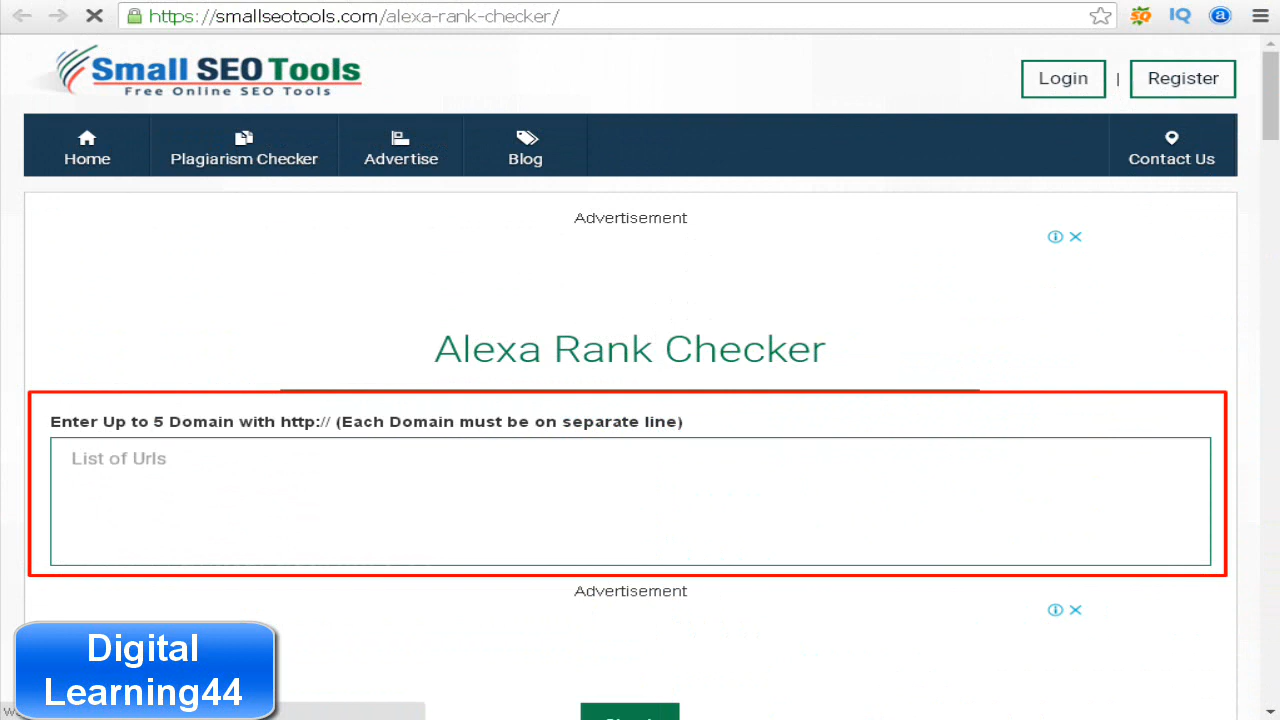 https://smallseotools.com/alexa-rank-checker/
SQ
IQ
a
Small SEO Tools
Free Online SEO Tools
Login | Register
Home
Plagiarism Checker
Advertise
Blog
Contact Us
Advertisement
Alexa Rank Checker
Enter Up to 5 Domain with http:// (Each Domain must be on separate line)
List of Urls
Advertisement
Digital
Learning44